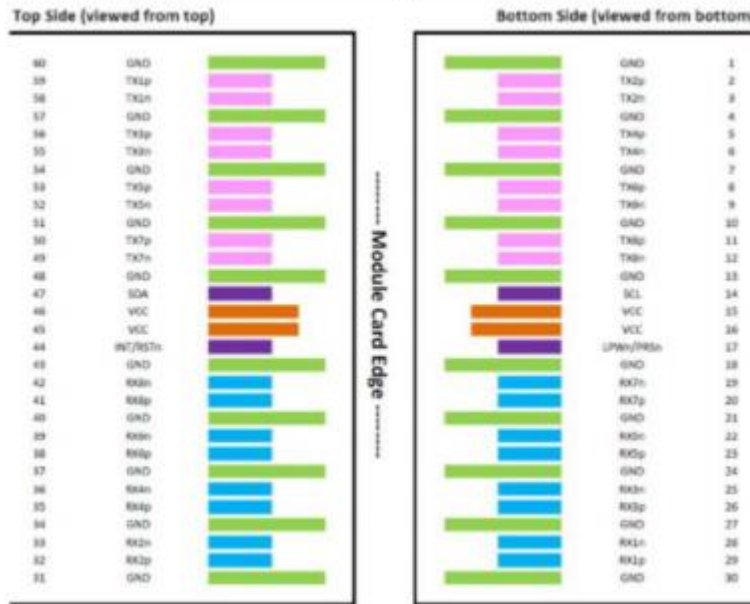 Top Side (viewed from top)
60 GND
59 TX1p
58 TX1n
57 GND
56 TX3p
55 TX3n
54 GND
53 TX5p
52 TX5n
51 GND
50 TX7p
49 TX7n
48 GND
47 SDA
46 VCC
45 VCC
44 INT/RSTn
43 GND
42 RX8n
41 RX8p
40 GND
39 RX6n
38 RX6p
37 GND
36 RX4n
35 RX4p
34 GND
33 RX2n
32 RX2p
31 GND
-------- Module Card Edge --------
Bottom Side (viewed from bottom
GND 1
TX2p 2
TX2n 3
GND 4
TX4p 5
TX4n 6
GND 7
TX6p 8
TX6n 9
GND 10
TX8p 11
TX8n 12
GND 13
SCL 14
VCC 15
VCC 16
LPWn/PRSn 17
GND 18
RX7n 19
RX7p 20
GND 21
RX5n 22
RX5p 23
GND 24
RX3n 25
RX3p 26
GND 27
RX1n 28
RX1p 29
GND 30